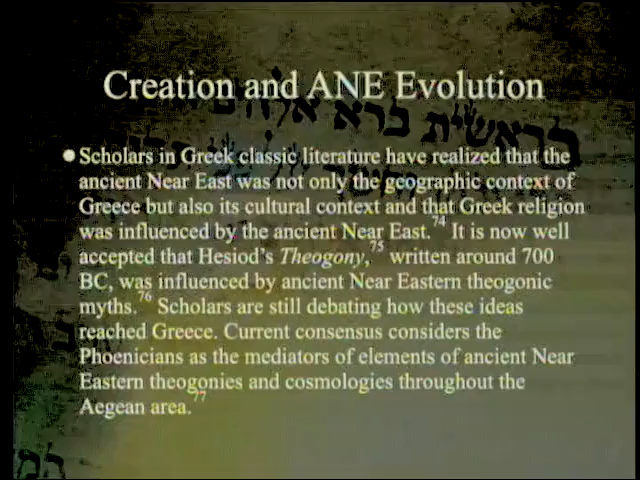 Creation and ANE Evolution
בראשית ברא אלהים
Scholars in Greek classic literature have realized that the
ancient Near East was not only the geographic context of
Greece but also its cultural context and that Greek religion
was influenced by the ancient Near East.74 It is now well
accepted that Hesiod's Theogony,75 written around 700
BC, was influenced by ancient Near Eastern theogonic
myths.76 Scholars are still debating how these ideas
reached Greece. Current consensus considers the
Phoenicians as the mediators of elements of ancient Near
Eastern theogonies and cosmologies throughout the
Aegean area.77